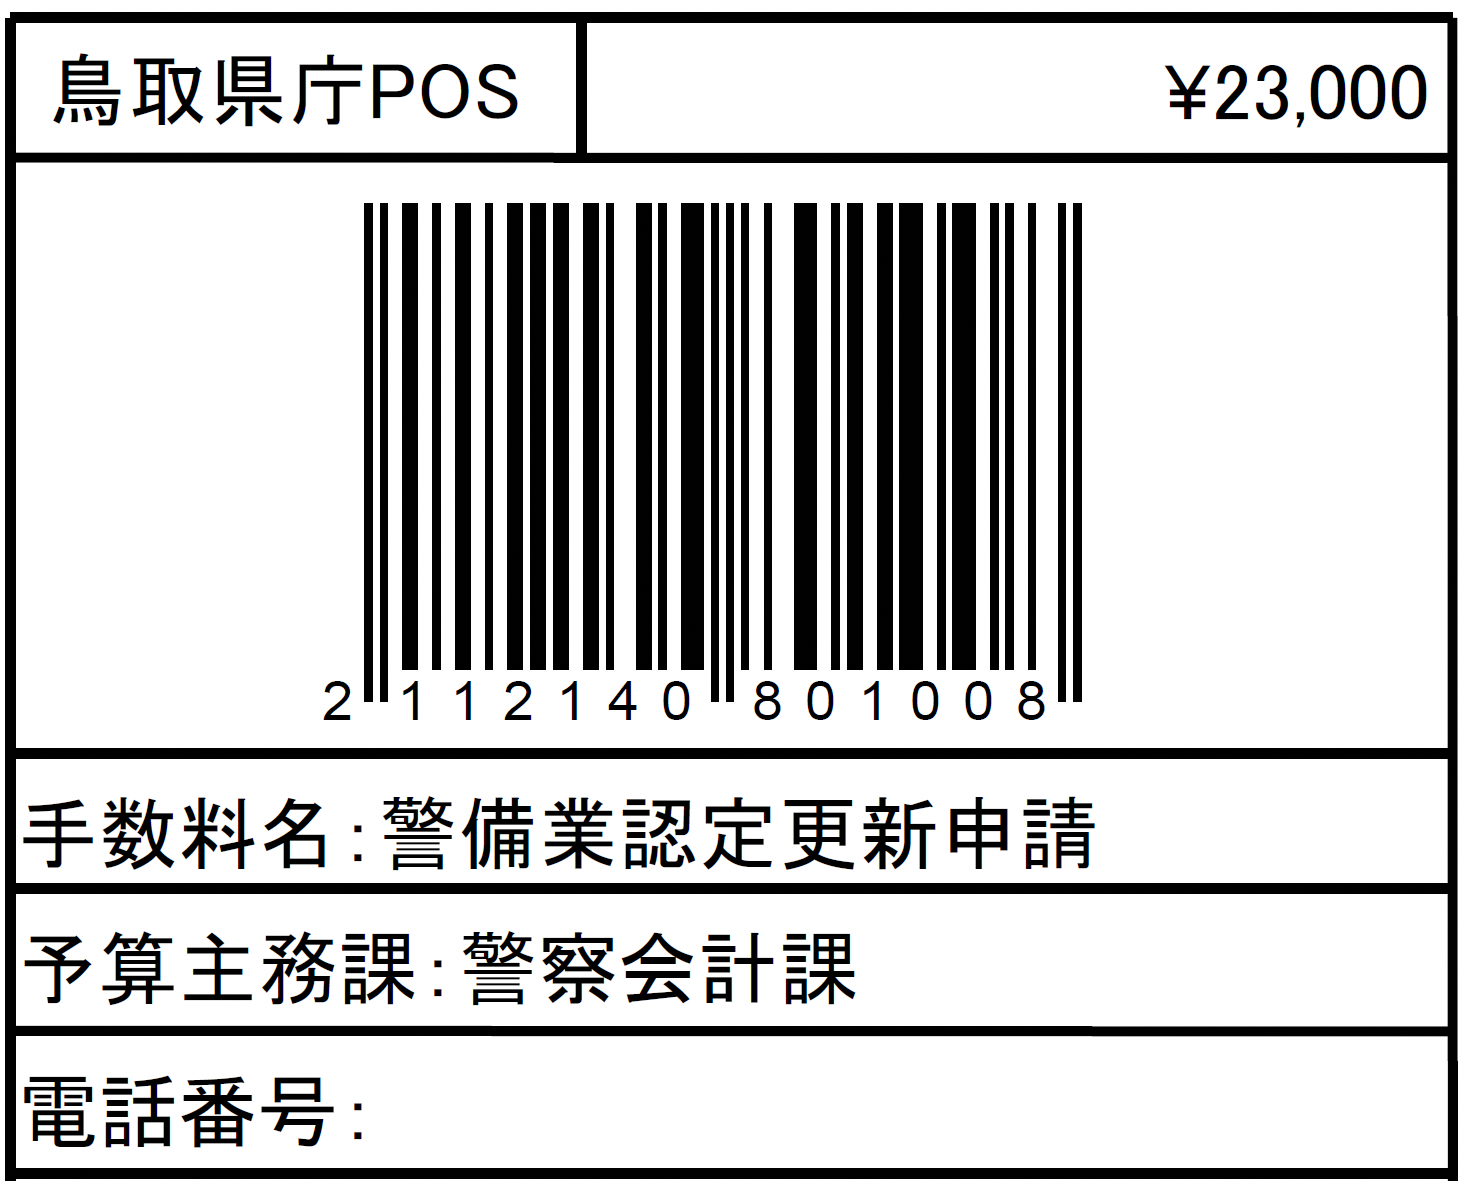 鳥取県庁POS ¥23,000
2 112140 801008
手数料名：警備業認定更新申請
予算主務課：警察会計課
電話番号：